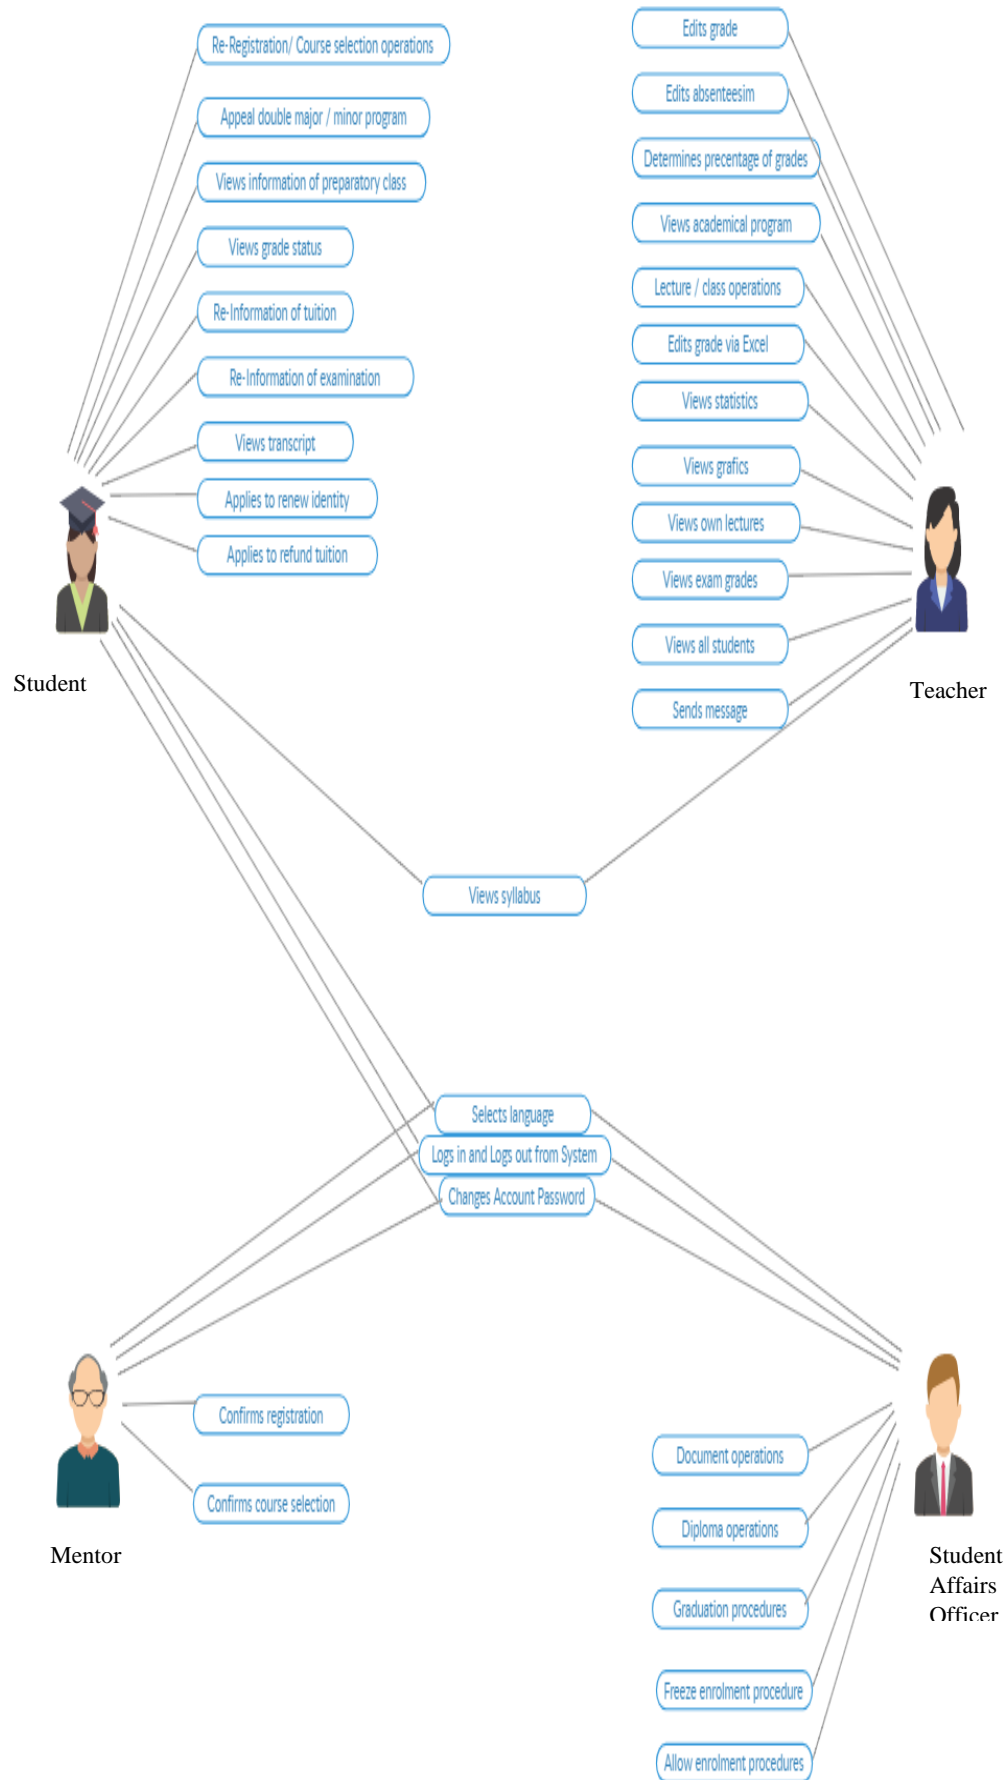 Re-Registration/ Course selection operations
Appeal double major / minor program
Views information of preparatory class
Views grade status
Re-Information of tuition
Re-Information of examination
Views transcript
Applies to renew identity
Applies to refund tuition
Student
Edits grade
Edits absenteesim
Determines precentage of grades
Views academical program
Lecture / class operations
Edits grade via Excel
Views statistics
Views grafics
Views own lectures
Views exam grades
Views all students
Sends message
Teacher
Views syllabus
Selects language
Logs in and Logs out from System
Changes Account Password
Confirms registration
Confirms course selection
Mentor
Document operations
Diploma operations
Graduation procedures
Freeze enrolment procedure
Allow enrolment procedures
Student
Affairs
Officer